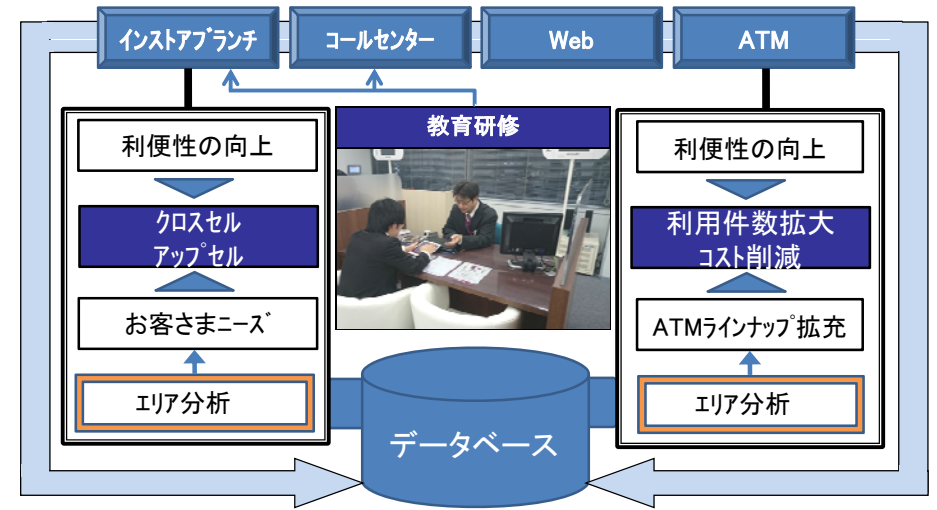 インストアブランチ
コールセンター
Web
ATM
教育研修
利便性の向上
クロスセル
アップセル
お客さまニーズ
エリア分析
利便性の向上
利用件数拡大
コスト削減
ATMラインナップ拡充
エリア分析
データベース